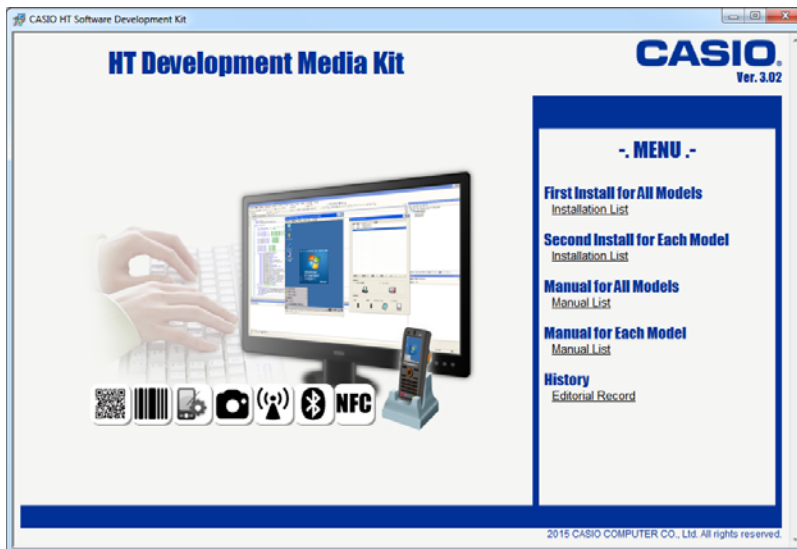 CASIO HT Software Development Kit
HT Development Media Kit
CASIO.
Ver. 3.02
-. MENU .-
First Install for All Models
Installation List
Second Install for Each Model
Installation List
Manual for All Models
Manual List
Manual for Each Model
Manual List
History
Editorial Record
NFC
2015 CASIO COMPUTER CO., Ltd. All rights reserved.